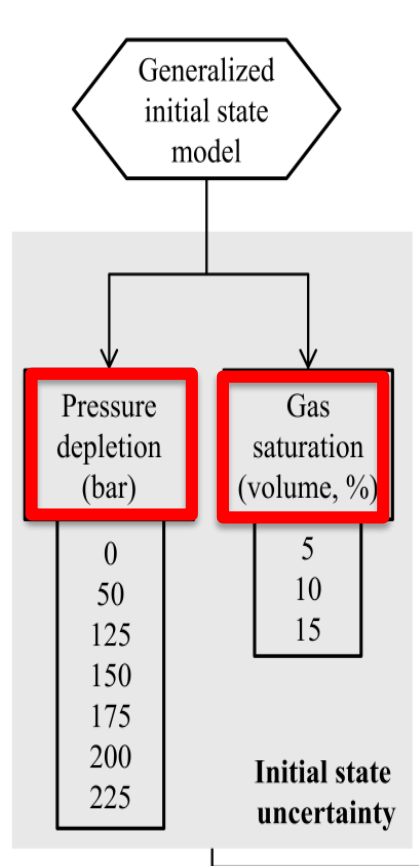 Generalized
initial state
model
Pressure
depletion
(bar)
0
50
125
150
175
200
225
Gas
saturation
(volume, %)
5
10
15
Initial state
uncertainty